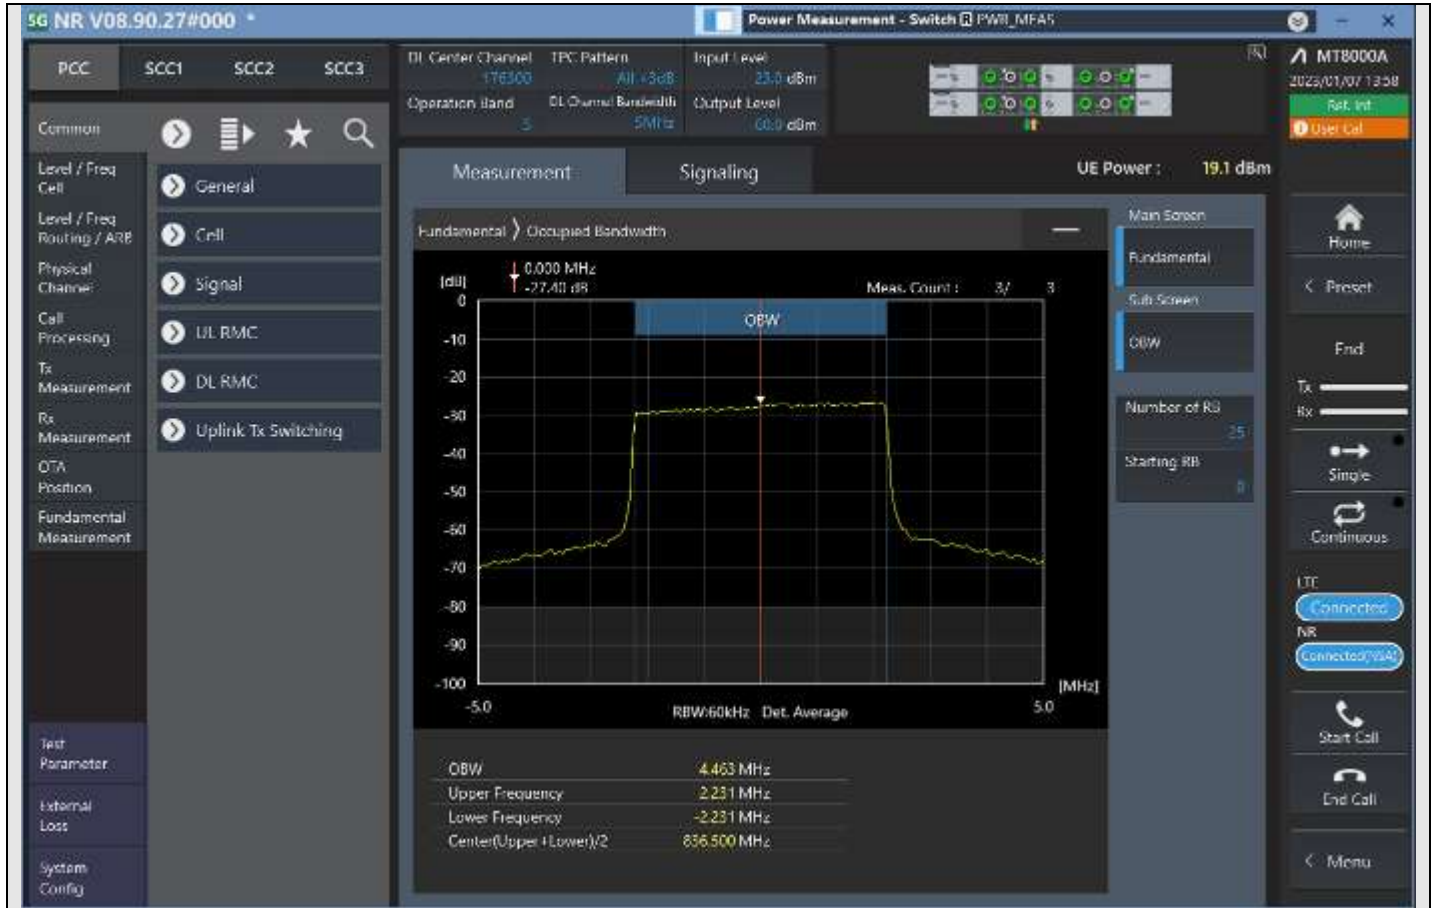 5G NR V08.90.27#000 *
Power Measurement - Switch PWR_MEAS
PCC
SCC1
SCC2
SCC3
DL Center Channel
176300
TPC Pattern
All +3dB
Input Level
23.0 dBm
Operation Band
5
DL Channel Bandwidth
5MHz
Output Level
dBm
MT8000A
2023/01/07 13:58
Ref. Int
User Cal
Common
Level / Freq
Cell
Level / Freq
Routing / ARB
Physical
Channel
Call
Processing
Tx
Measurement
Rx
Measurement
OTA
Position
Fundamental
Measurement
Test
Parameter
External
Loss
System
Config
General
Cell
Signal
UL RMC
DL RMC
Uplink Tx Switching
Measurement
Signaling
UE Power : 19.1 dBm
Fundamental
Occupied Bandwidth
[dB]
0.000 MHz
-27.40 dB
Meas. Count : 3/ 3
OBW
0
-10
-20
-30
-40
-50
-60
-70
-80
-90
-100
-5.0
RBW:60kHz Det. Average
5.0
[MHz]
OBW 4.463 MHz
Upper Frequency 2.231 MHz
Lower Frequency -2.231 MHz
Center(Upper+Lower)/2 836.500 MHz
Main Screen
Fundamental
Sub Screen
OBW
Number of RB
25
Starting RB
0
Home
< Preset
End
Tx
Rx
Single
Continuous
LTE
Connected
NR
Connected(NSA)
Start Call
End Call
< Menu